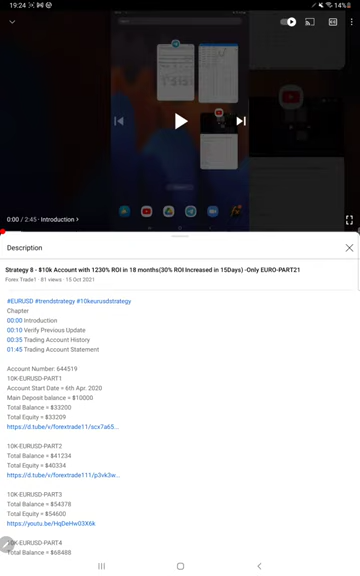 19:24
14%
0:00 / 2:45 · Introduction >
Description
Strategy 8 - $10k Account with 1230% ROI in 18 months(30% ROI Increased in 15Days) -Only EURO-PART21
Forex Trade1 · 81 views · 15 Oct 2021
#EURUSD #trendstrategy #10keurusdstrategy
Chapter
00:00 Introduction
00:10 Verify Previous Update
00:35 Trading Account History
01:45 Trading Account Statement
Account Number: 644519
10K-EURUSD-PART1
Account Start Date = 6th Apr. 2020
Main Deposit balance = $10000
Total Balance = $33200
Total Equity = $33209
https://d.tube/v/forextrade11/scx7a65...
10K-EURUSD-PART2
Total Balance = $41234
Total Equity = $40334
https://d.tube/v/forextrade111/p3vk3w...
10K-EURUSD-PART3
Total Balance = $54378
Total Equity = $54600
https://youtu.be/HqDeHw03X6k
10K-EURUSD-PART4
Total Balance = $68488